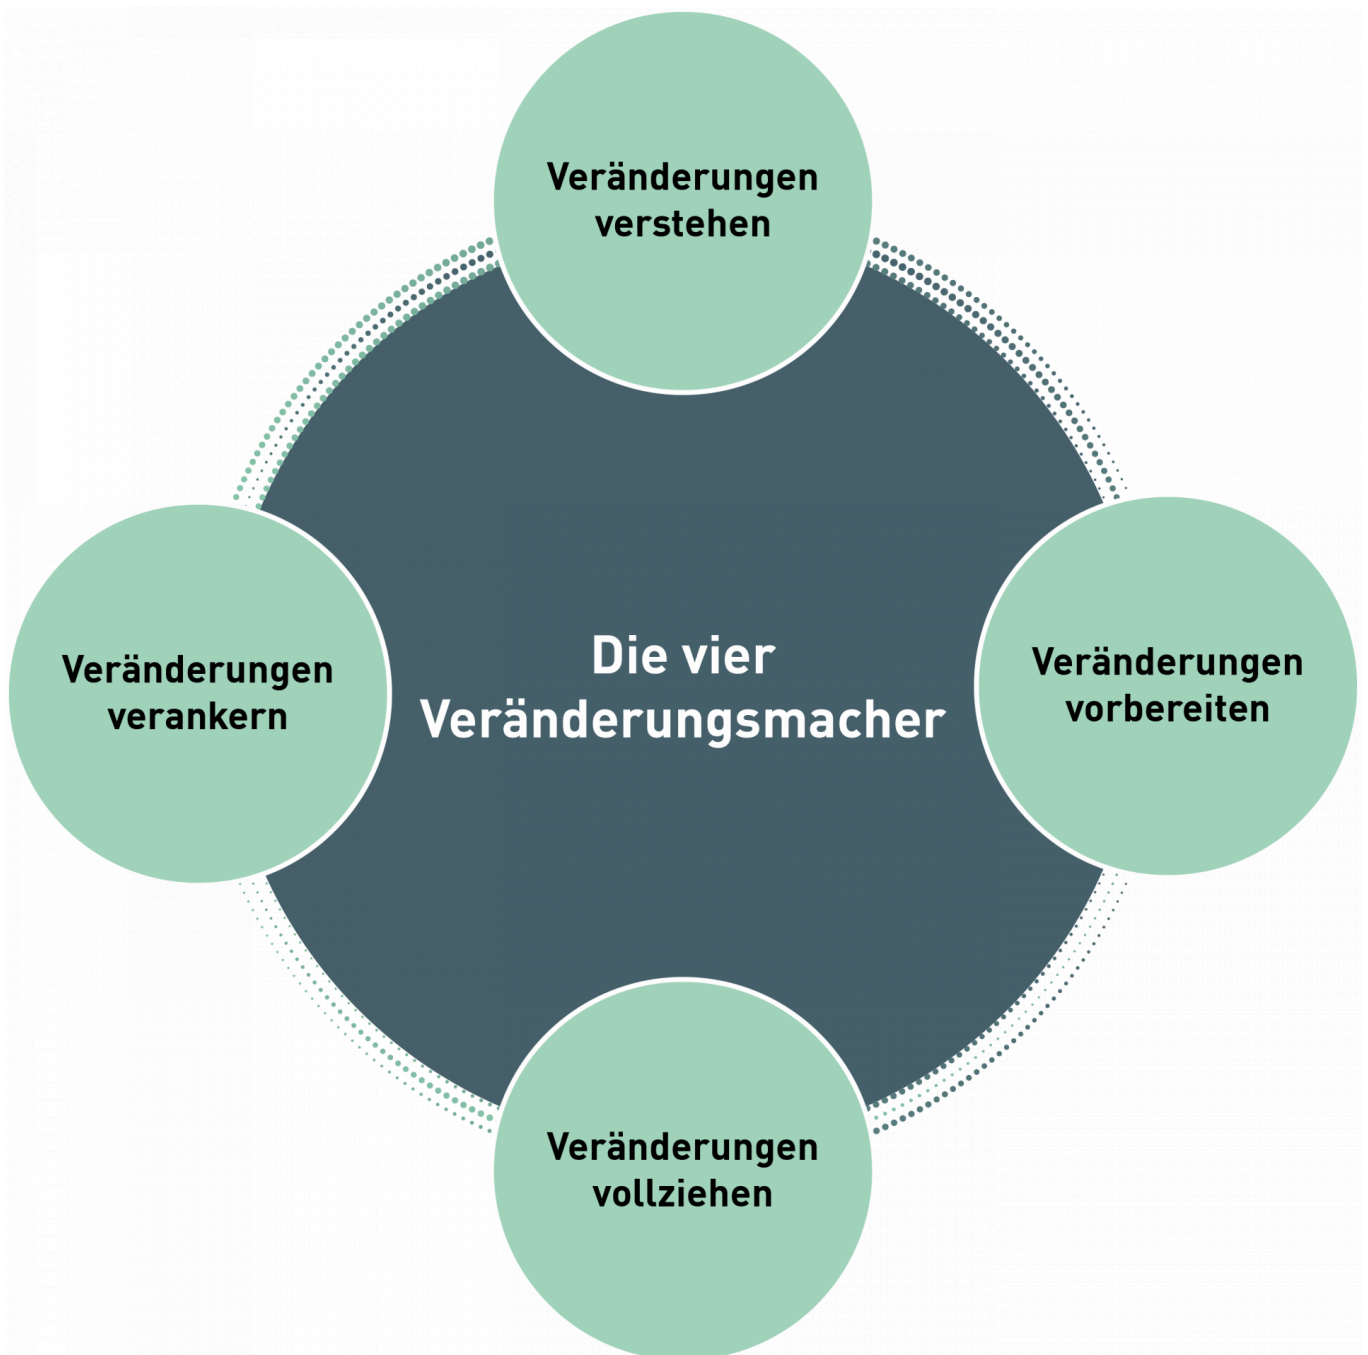 Veränderungen
verstehen
Veränderungen
verankern
Die vier
Veränderungsmacher
Veränderungen
vorbereiten
Veränderungen
vollziehen